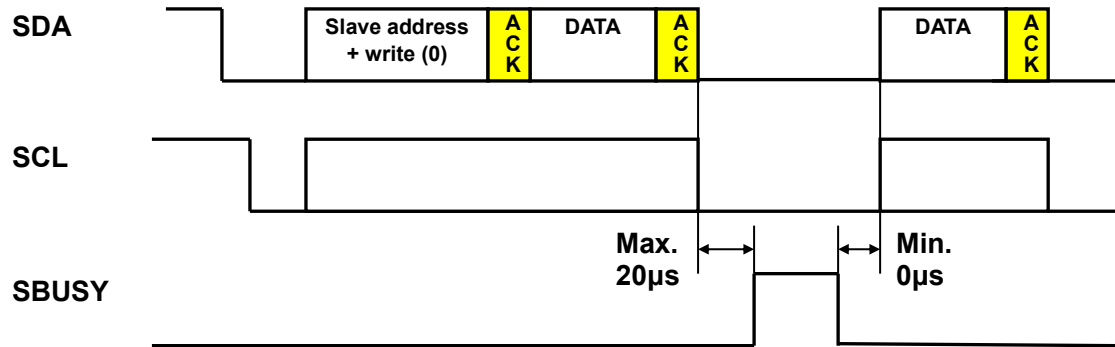 SDA
Slave address
+ write (0)
A
C
K
DATA
A
C
K
DATA
A
C
K
SCL
Max.
20µs
Min.
0µs
SBUSY